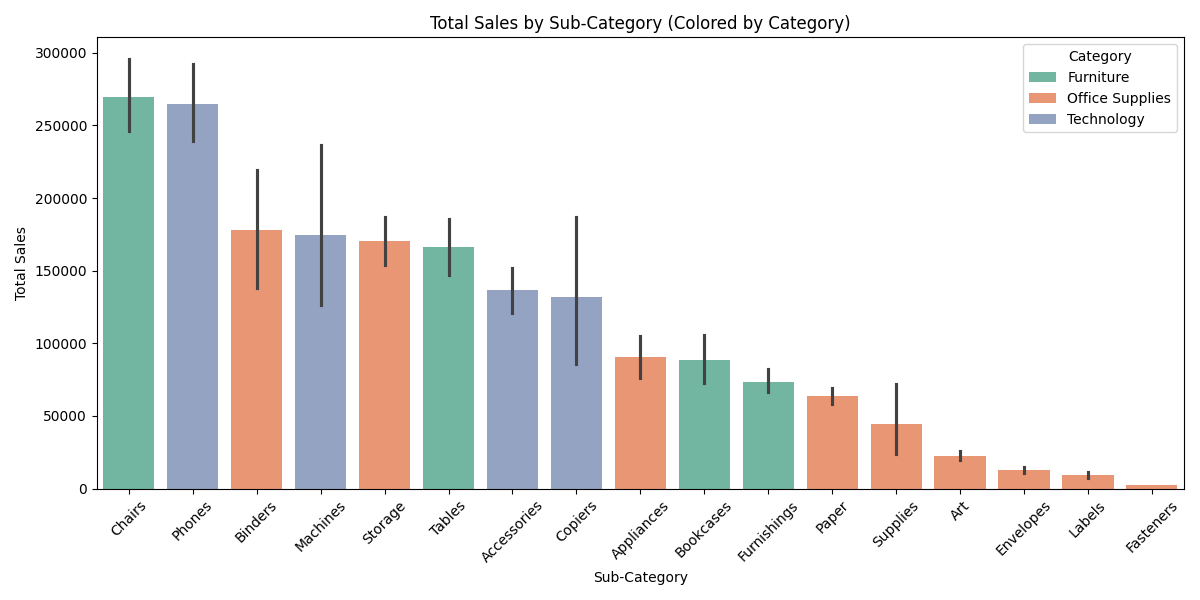 Total Sales by Sub-Category (Colored by Category)
Total Sales
300000
250000
200000
150000
100000
50000
0
Category
Furniture
Office Supplies
Technology
Chairs
Phones
Binders
Machines
Storage
Tables
Accessories
Copiers
Appliances
Bookcases
Furnishings
Paper
Supplies
Art
Envelopes
Labels
Fasteners
Sub-Category